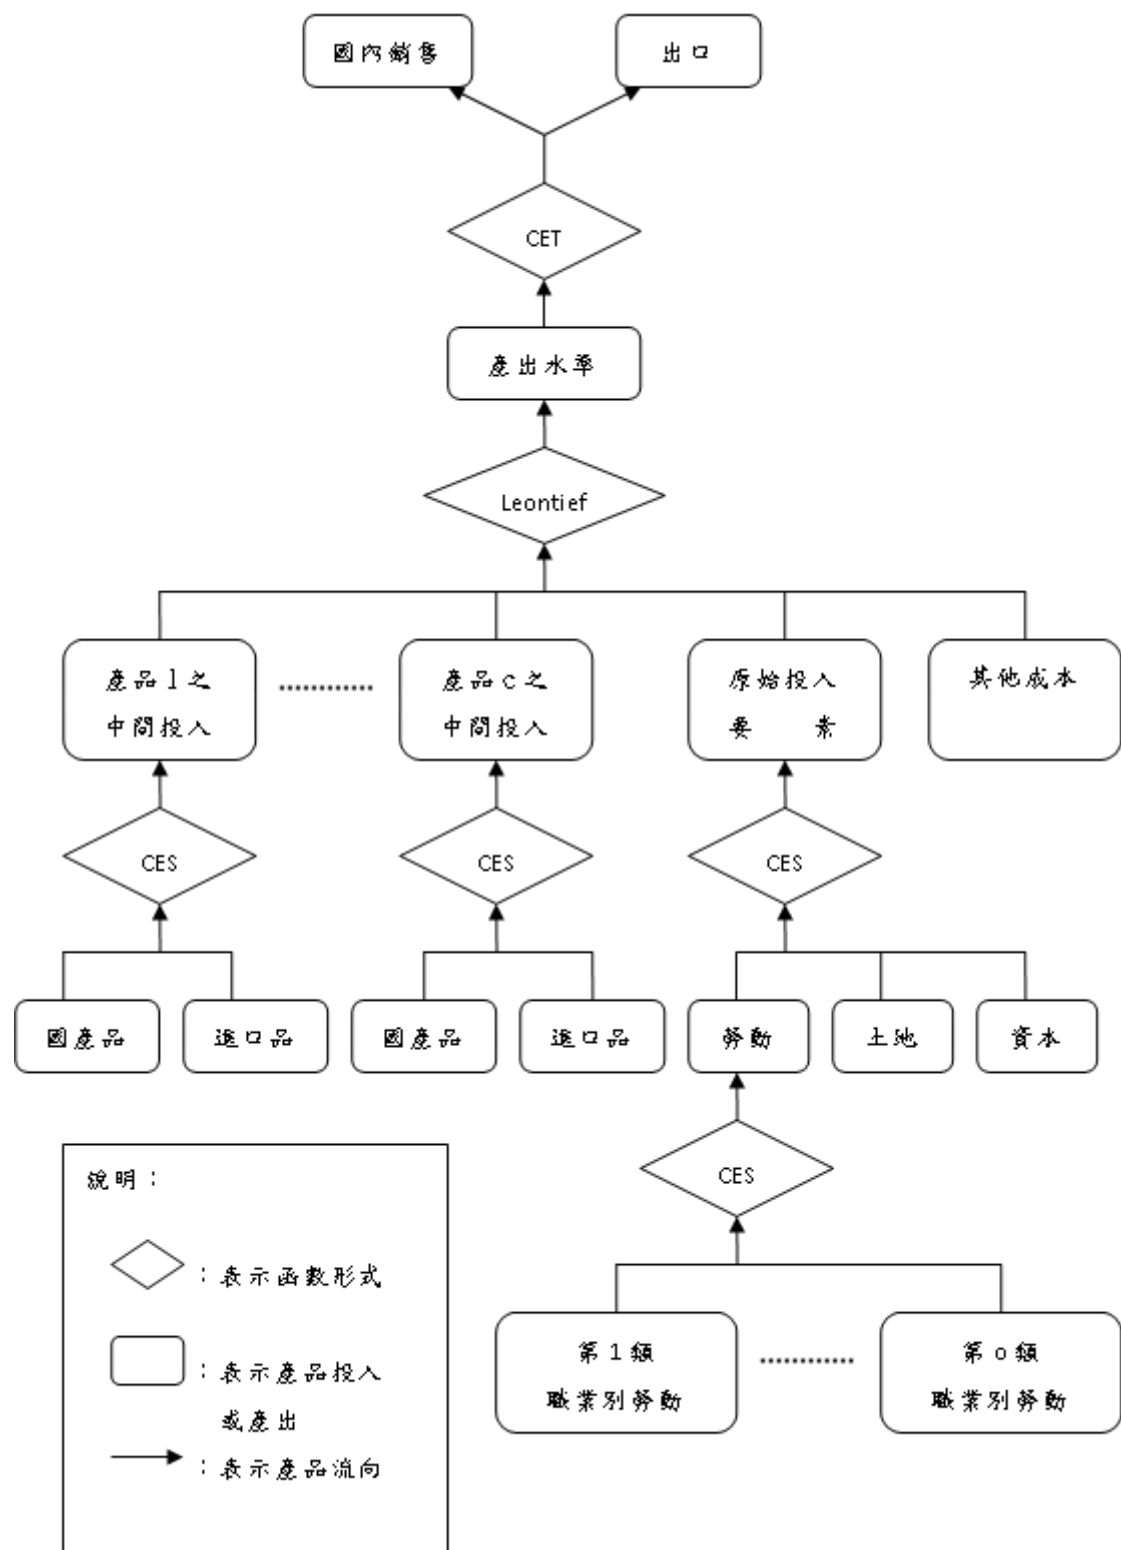 國內銷售
出口
CET
產出水準
Leontief
產品1之
中間投入
............
產品c之
中間投入
原始投入
要 素
其他成本
CES
CES
CES
國產品
進口品
國產品
進口品
勞動
土地
資本
CES
第1類
職業別勞動
............
第o類
職業別勞動
說明：
：表示函數形式
：表示產品投入
或產出
：表示產品流向